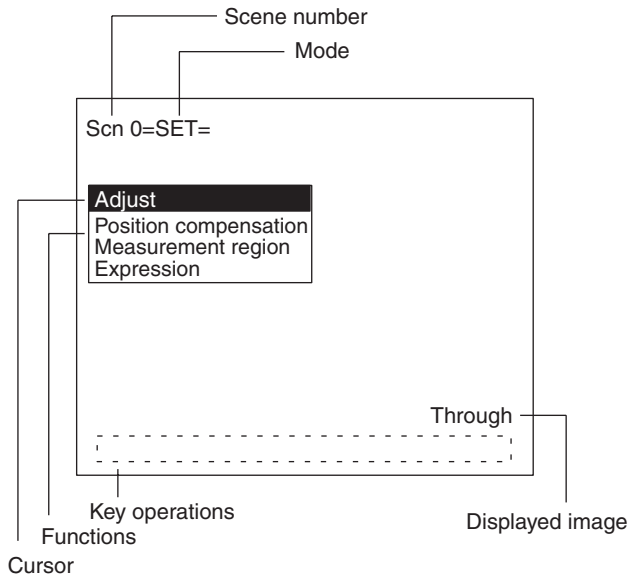 Scene number
Mode
Scn 0=SET=
Adjust
Position compensation
Measurement region
Expression
Through
Key operations
Displayed image
Functions
Cursor